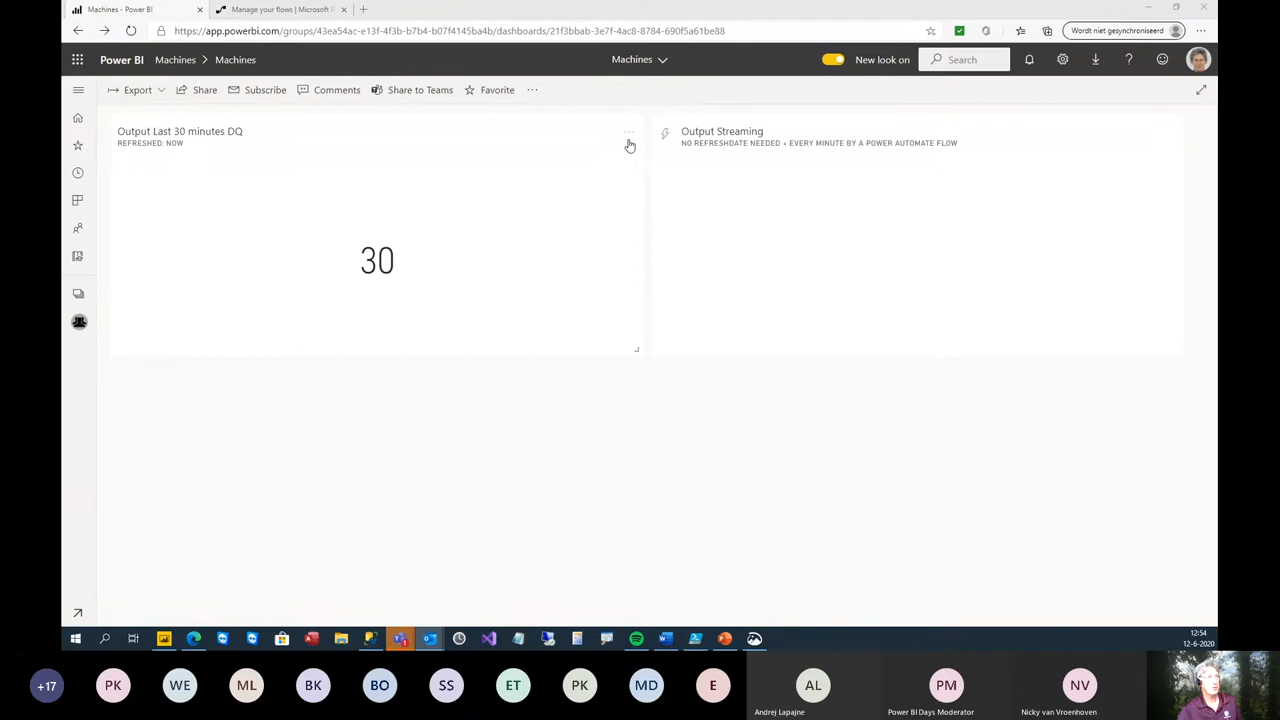 Machines - Power BI
Manage your flows | Microsoft P
https://app.powerbi.com/groups/43ea54ac-e13f-4f3b-b7b4-b07f4145ba4b/dashboards/21f3bbab-3e7f-4ac8-8784-690f5a61be88
Wordt niet gesynchroniseerd
Power BI Machines > Machines
Machines
New look on
Search
Export Share Subscribe Comments Share to Teams Favorite
Output Last 30 minutes DQ
REFRESHED: NOW
30
Output Streaming
NO REFRESHDATE NEEDED = EVERY MINUTE BY A POWER AUTOMATE FLOW
12:54
12-6-2020
+17 PK WE ML BK BO SS ET PK MD E AL PM NV
Andrej Lapajne
Power BI Days Moderator
Nicky van Vroenhoven